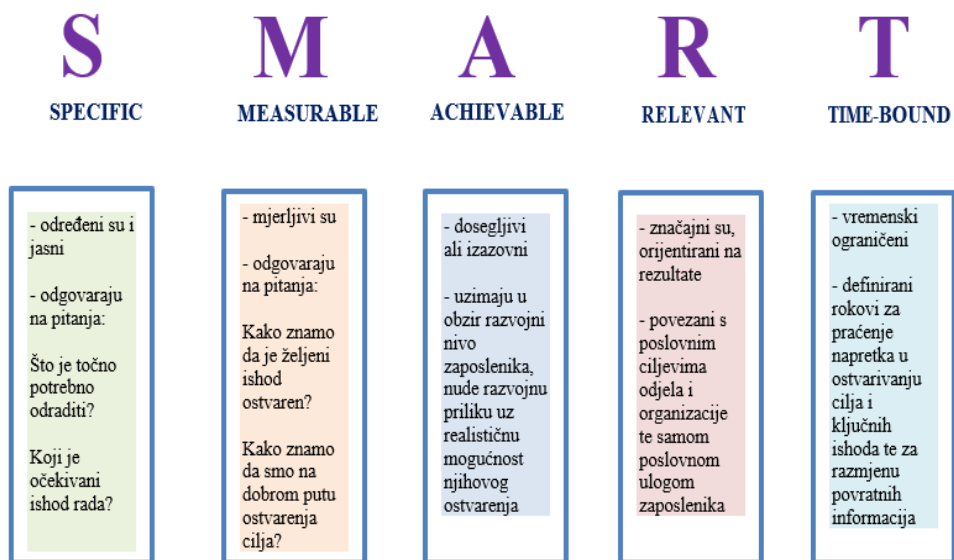 S M A R T
SPECIFIC MEASURABLE ACHIEVABLE RELEVANT TIME-BOUND
- određeni su i
jasni
- odgovaraju
na pitanja:
Što je točno
potrebno
odraditi?
Koji je
očekivani
ishod rada?
- mjerljivi su
- odgovaraju
na pitanja:
Kako znamo
da je željeni
ishod
ostvaren?
Kako znamo
da smo na
dobrom putu
ostvarenja
cilja?
- dosegljivi
ali izazovni
- uzimaju u
obzir razvojni
nivo
zaposlenika,
nude razvojnu
priliku uz
realističnu
mogućnost
njihovog
ostvarenja
- značajni su,
orijentirani na
rezultate
- povezani s
poslovnim
ciljevima
odjela i
organizacije
te samom
poslovnom
ulogom
zaposlenika
- vremenski
ograničeni
- definirani
rokovi za
praćenje
napretka u
ostvarivanju
cilja i
ključnih
ishoda te za
razmjenu
povratnih
informacija